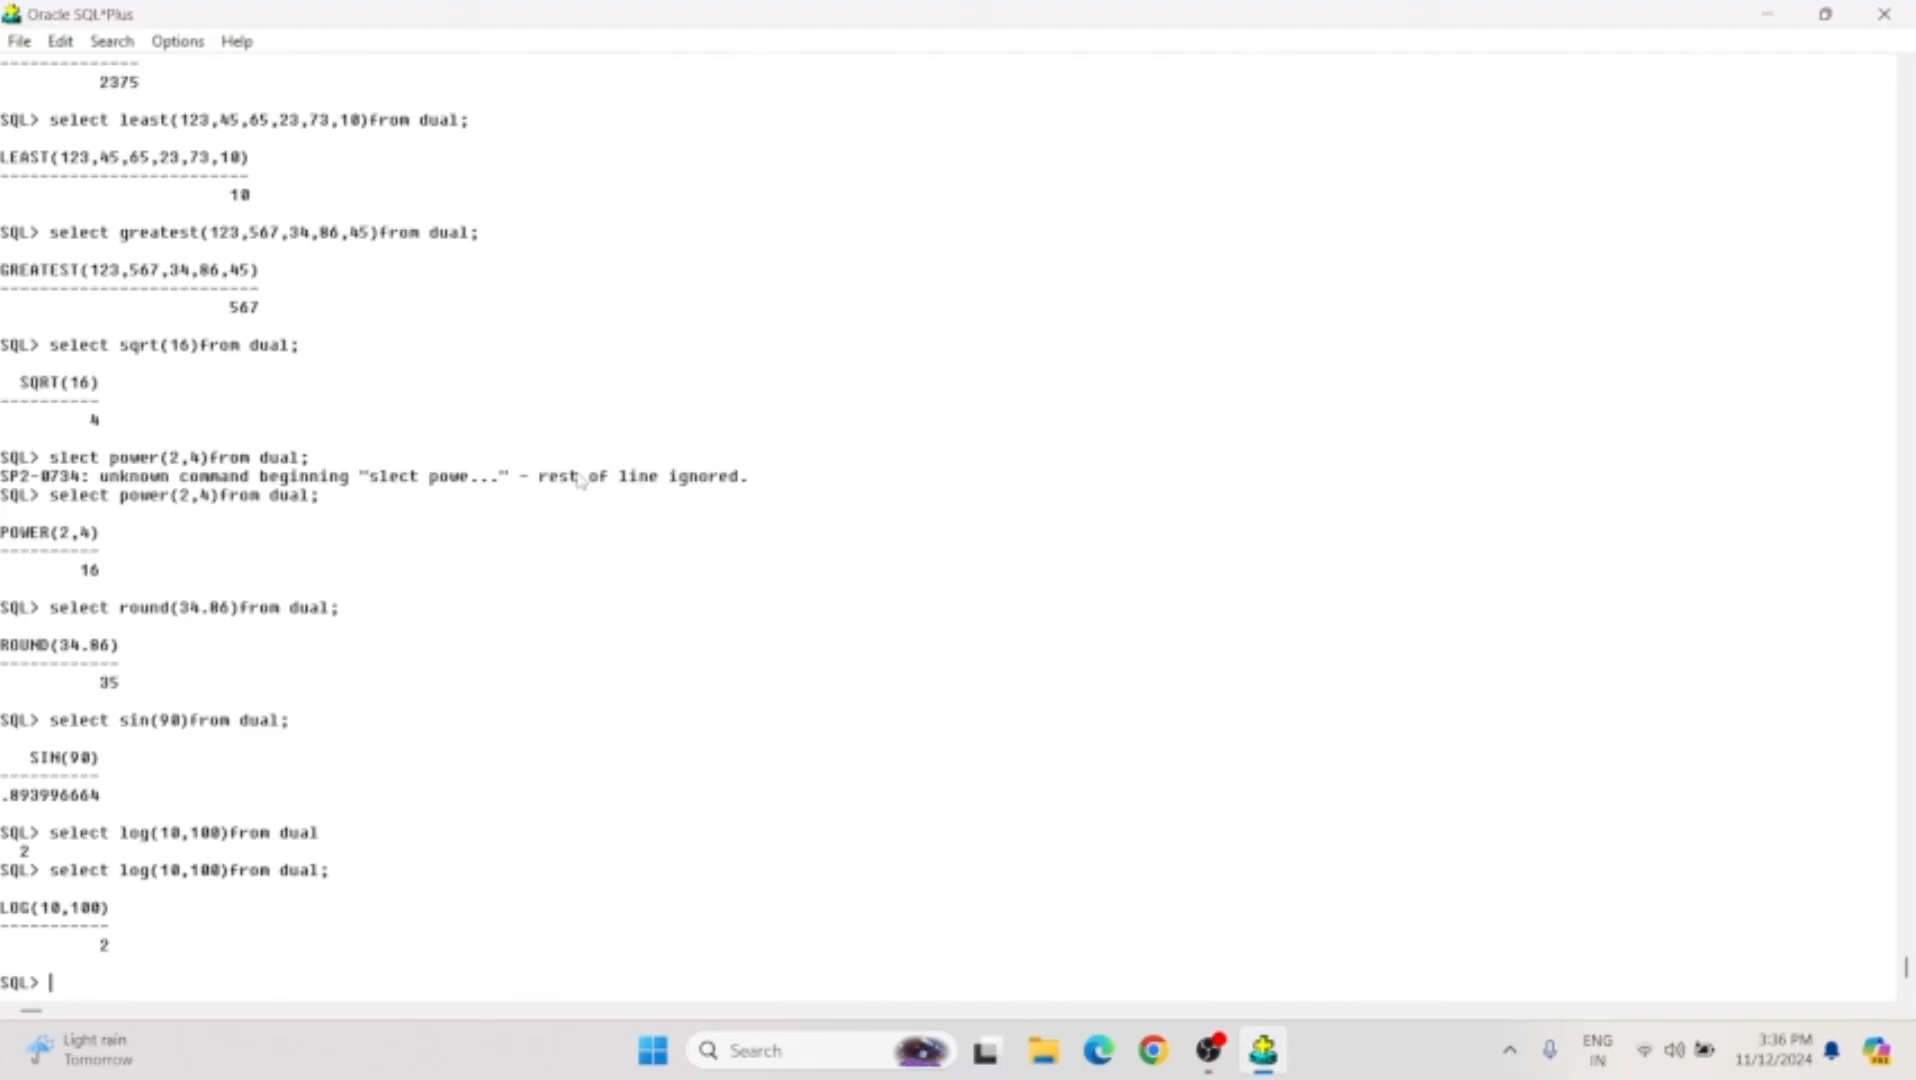 Oracle SQL*Plus
File Edit Search Options Help
--------------
2375
SQL> select least(123,45,65,23,73,10)from dual;
LEAST(123,45,65,23,73,10)
-------------------------
10
SQL> select greatest(123,567,34,86,45)from dual;
GREATEST(123,567,34,86,45)
--------------------------
567
SQL> select sqrt(16)from dual;
SQRT(16)
----------
4
SQL> slect power(2,4)from dual;
SP2-0734: unknown command beginning "slect powe..." - rest of line ignored.
SQL> select power(2,4)from dual;
POWER(2,4)
----------
16
SQL> select round(34.86)from dual;
ROUND(34.86)
------------
35
SQL> select sin(90)from dual;
SIN(90)
----------
.893996664
SQL> select log(10,100)from dual
2
SQL> select log(10,100)from dual;
LOG(10,100)
-----------
2
SQL>
Light rain
Tomorrow
Search
ENG
IN
3:36 PM
11/12/2024